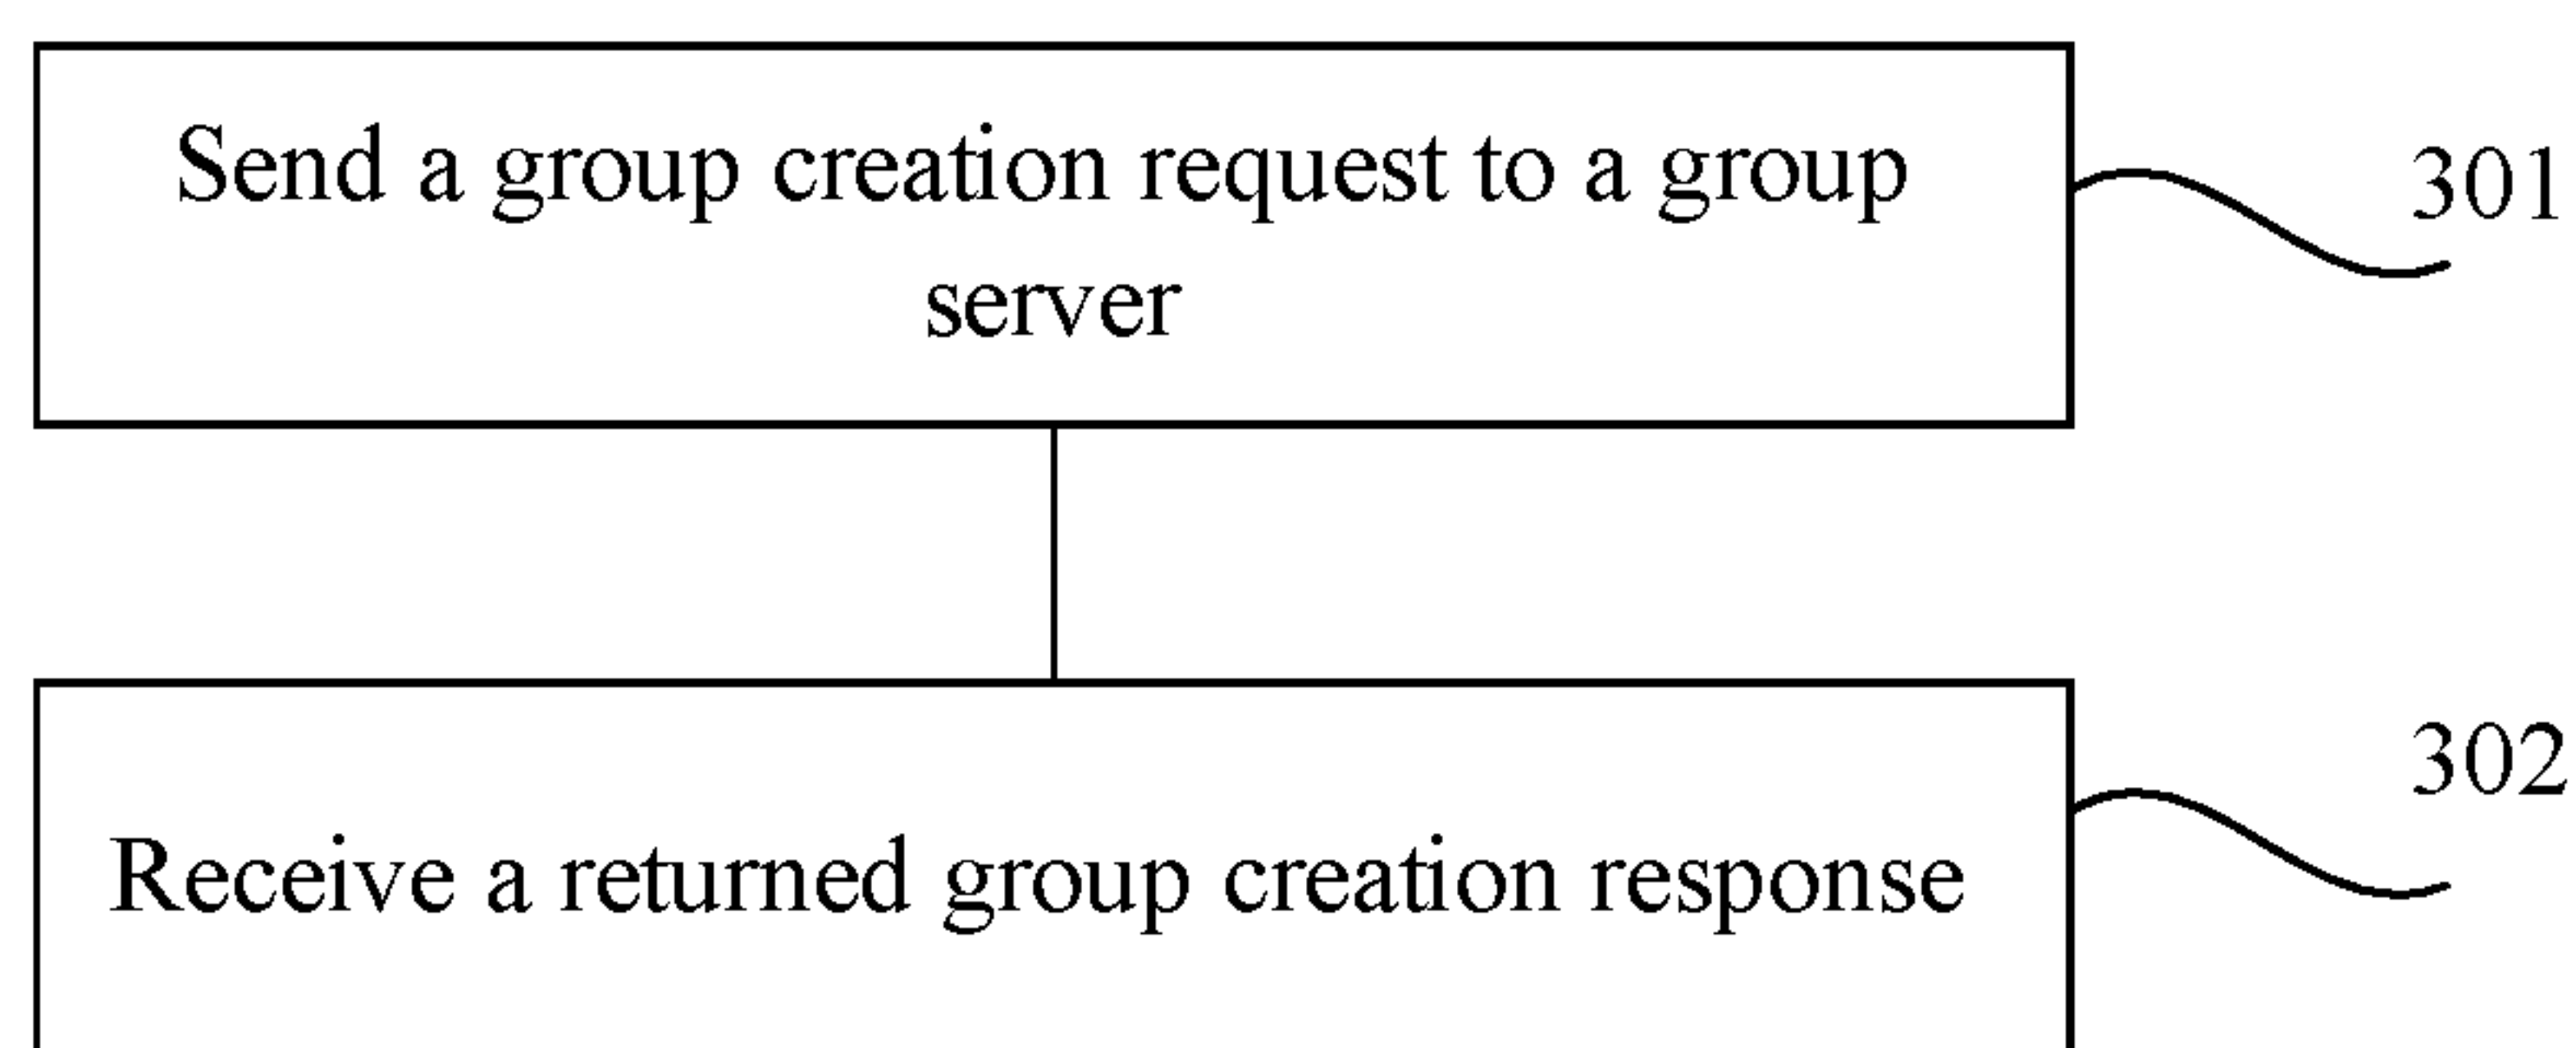 Send a group creation request to a group
server
301
302
Receive a returned group creation response